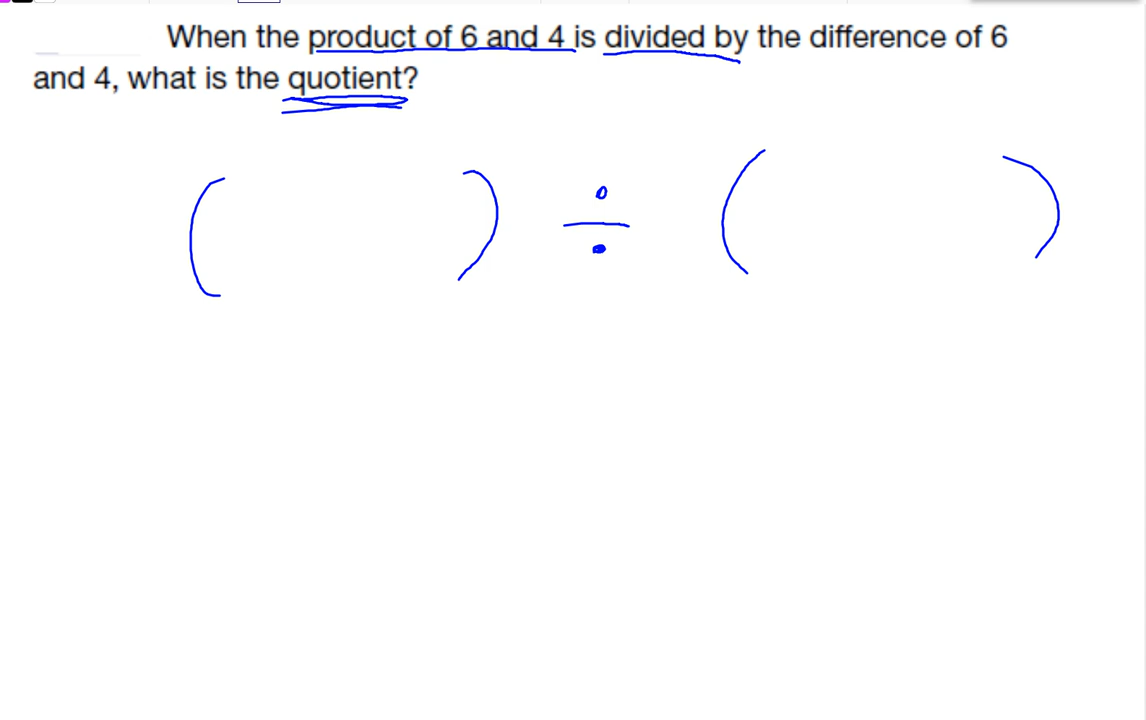 When the product of 6 and 4 is divided by the difference of 6
and 4, what is the quotient?
( ) ÷ ( )